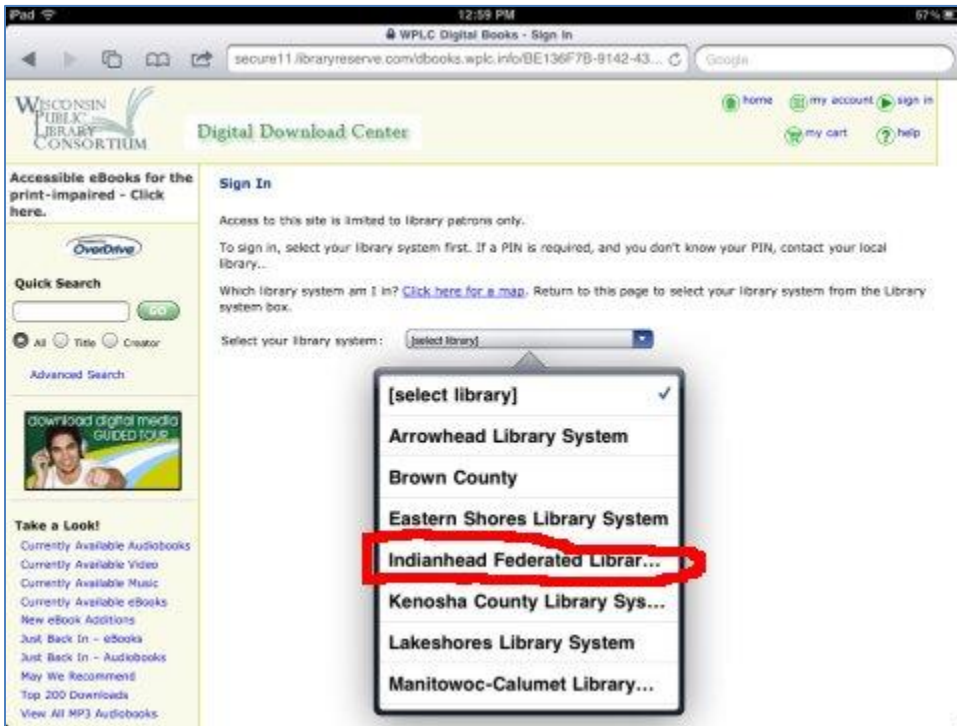 iPad 12:59 PM 67%
WPLC Digital Books - Sign In
secure11.libraryreserve.com/dbooks.wplc.info/BE136F7B-9142-43... Google
WISCONSIN
PUBLIC
LIBRARY
CONSORTIUM
Digital Download Center
home my account sign in
my cart help
Accessible eBooks for the
print-impaired - Click
here.
OverDrive
Quick Search
GO
All Title Creator
Advanced Search
download digital media
GUIDED TOUR
Take a Look!
Currently Available Audiobooks
Currently Available Video
Currently Available Music
Currently Available eBooks
New eBook Additions
Just Back In - eBooks
Just Back In - Audiobooks
May We Recommend
Top 200 Downloads
View All MP3 Audiobooks
Sign In
Access to this site is limited to library patrons only.
To sign in, select your library system first. If a PIN is required, and you don't know your PIN, contact your local
library..
Which library system am I in? Click here for a map. Return to this page to select your library system from the Library
system box.
Select your library system: [select library]
[select library]
Arrowhead Library System
Brown County
Eastern Shores Library System
Indianhead Federated Librar...
Kenosha County Library Sys...
Lakeshores Library System
Manitowoc-Calumet Library...